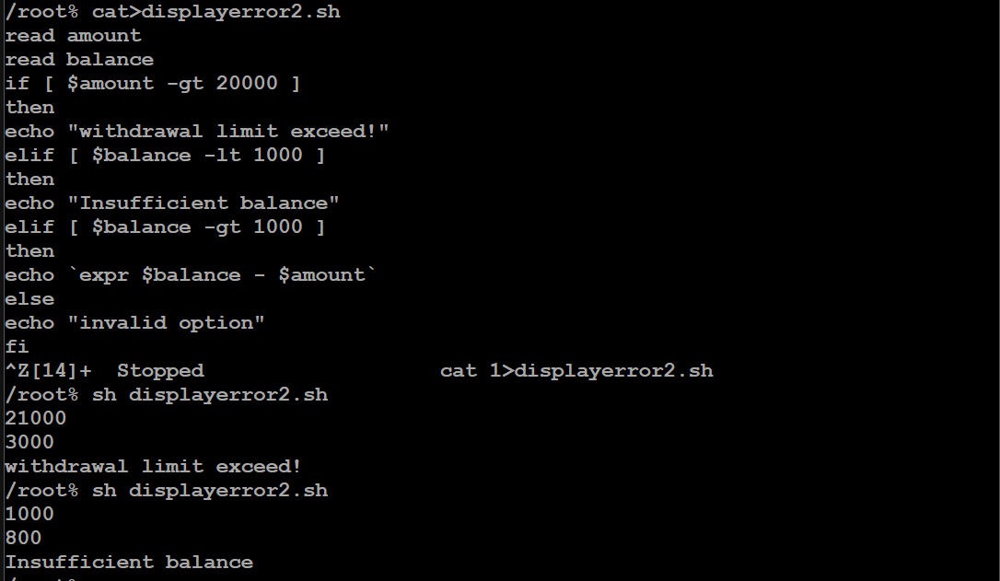 /root% cat>displayerror2.sh
read amount
read balance
if [ $amount -gt 20000 ]
then
echo "withdrawal limit exceed!"
elif [ $balance -lt 1000 ]
then
echo "Insufficient balance"
elif [ $balance -gt 1000 ]
then
echo `expr $balance - $amount`
else
echo "invalid option"
fi
^Z[14]+  Stopped                   cat 1>displayerror2.sh
/root% sh displayerror2.sh
21000
3000
withdrawal limit exceed!
/root% sh displayerror2.sh
1000
800
Insufficient balance